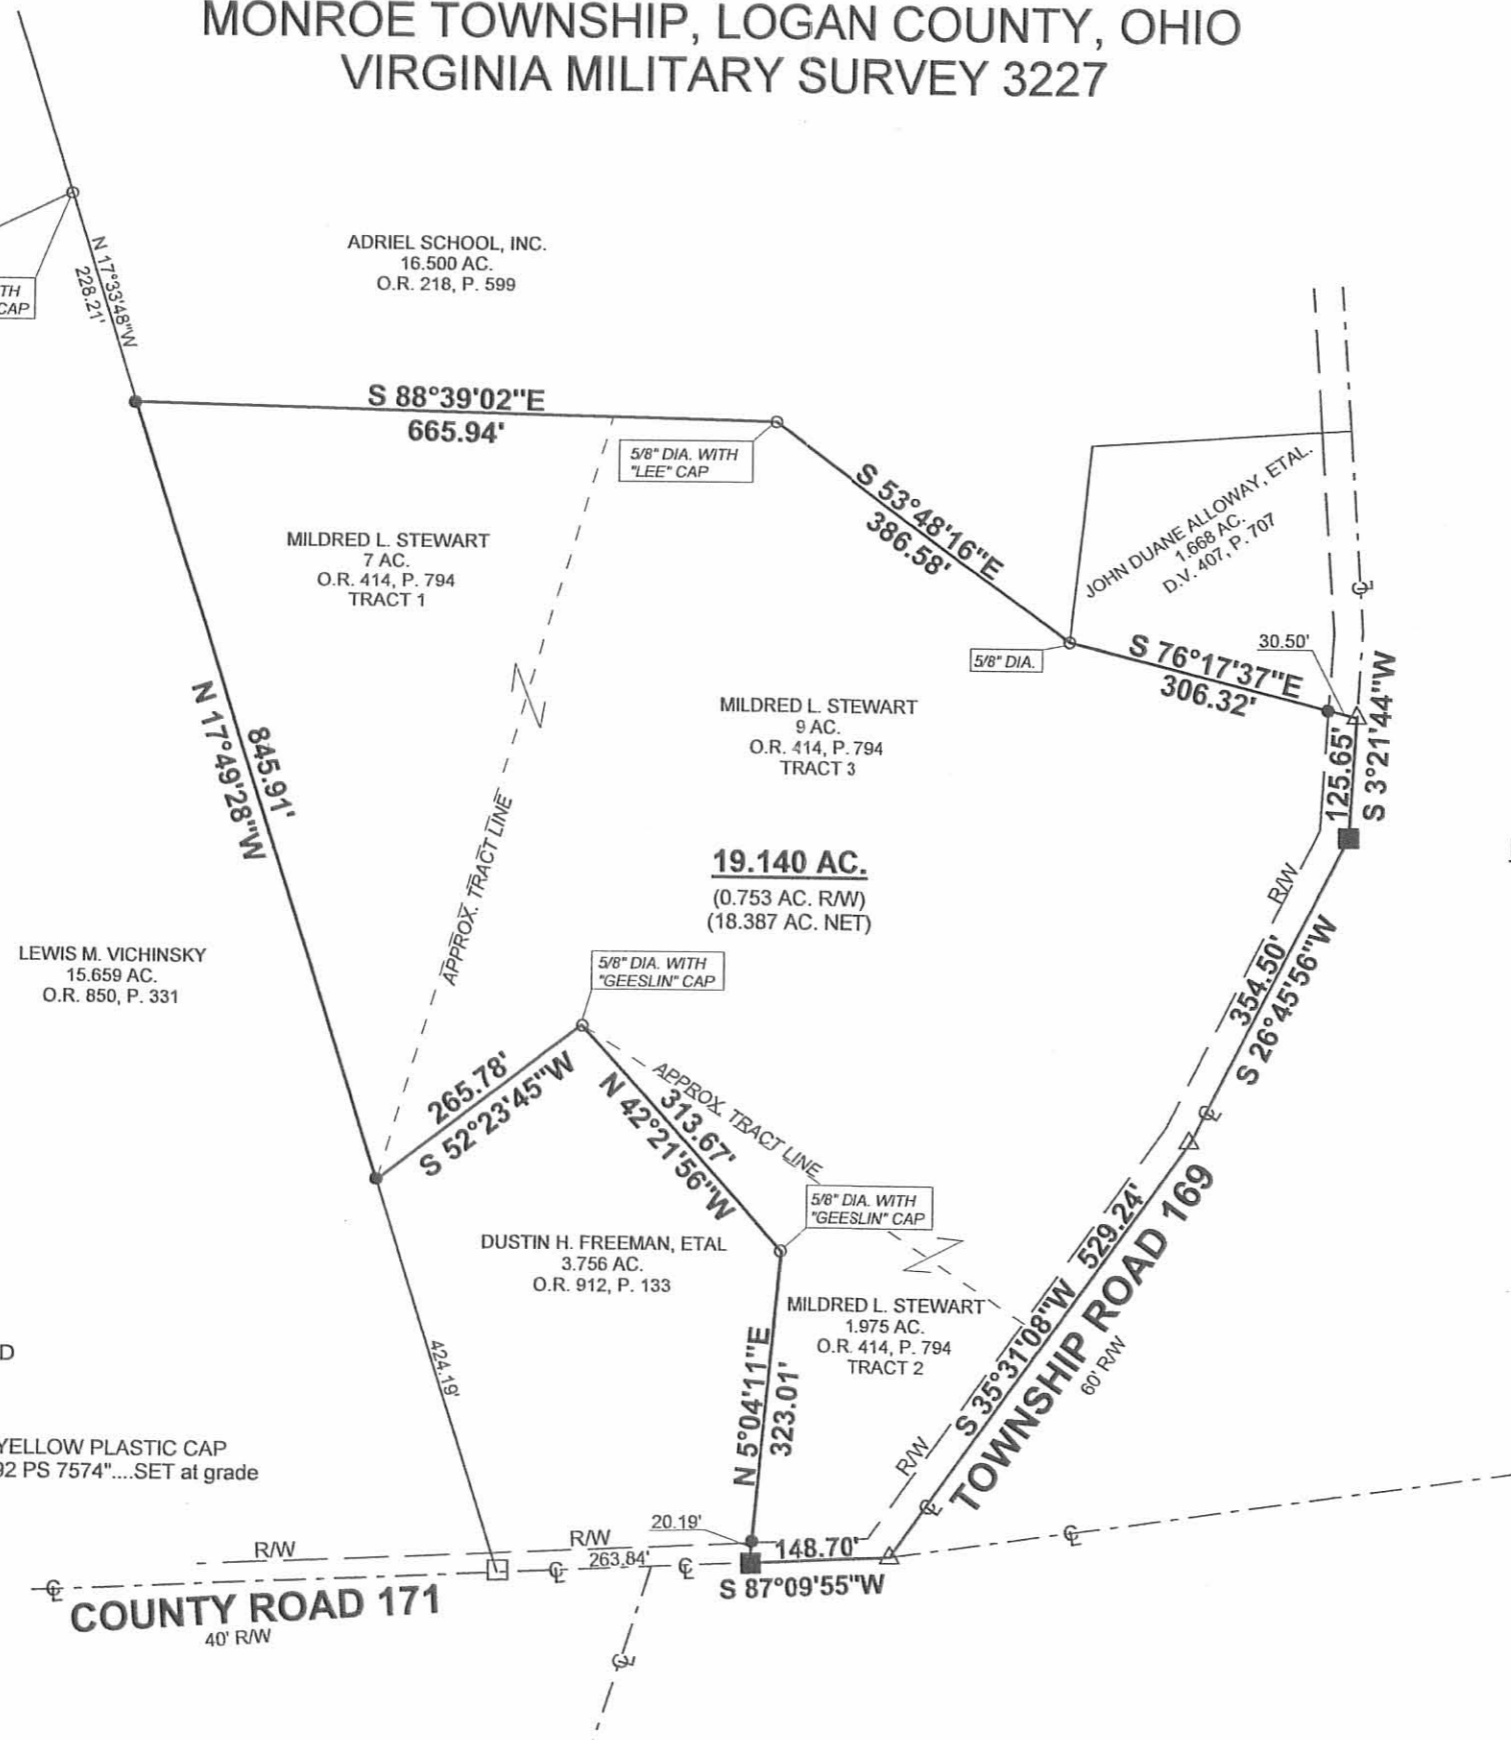 MONROE TOWNSHIP, LOGAN COUNTY, OHIO
VIRGINIA MILITARY SURVEY 3227
ADRIEL SCHOOL, INC.
16.500 AC.
O.R. 218, P. 599
N 17°33'48"W
228.21'
TH
CAP
S 88°39'02"E
665.94'
5/8" DIA. WITH
"LEE" CAP
S 53°48'16"E
386.58'
JOHN DUANE ALLOWAY, ETAL.
1.668 AC.
D.V. 407, P. 707
℄
MILDRED L. STEWART
7 AC.
O.R. 414, P. 794
TRACT 1
5/8" DIA.
S 76°17'37"E
306.32'
30.50'
125.65'
S 3°21'44"W
MILDRED L. STEWART
9 AC.
O.R. 414, P. 794
TRACT 3
845.91'
N 17°49'28"W
APPROX. TRACT LINE
19.140 AC.
(0.753 AC. R/W)
(18.387 AC. NET)
R/W
354.50'
S 26°45'56"W
℄
LEWIS M. VICHINSKY
15.659 AC.
O.R. 850, P. 331
5/8" DIA. WITH
"GEESLIN" CAP
265.78'
S 52°23'45"W
APPROX. TRACT LINE
313.67'
N 42°21'56"W
5/8" DIA. WITH
"GEESLIN" CAP
DUSTIN H. FREEMAN, ETAL
3.756 AC.
O.R. 912, P. 133
MILDRED L. STEWART
1.975 AC.
O.R. 414, P. 794
TRACT 2
S 35°31'08"W 529.24'
TOWNSHIP ROAD 169
60' R/W
R/W
℄
424.19'
N 5°04'11"E
323.01'
D
YELLOW PLASTIC CAP
92 PS 7574"....SET at grade
20.19'
R/W
R/W
263.84'
148.70'
S 87°09'55"W
℄
℄
℄
℄
℄
COUNTY ROAD 171
40' R/W